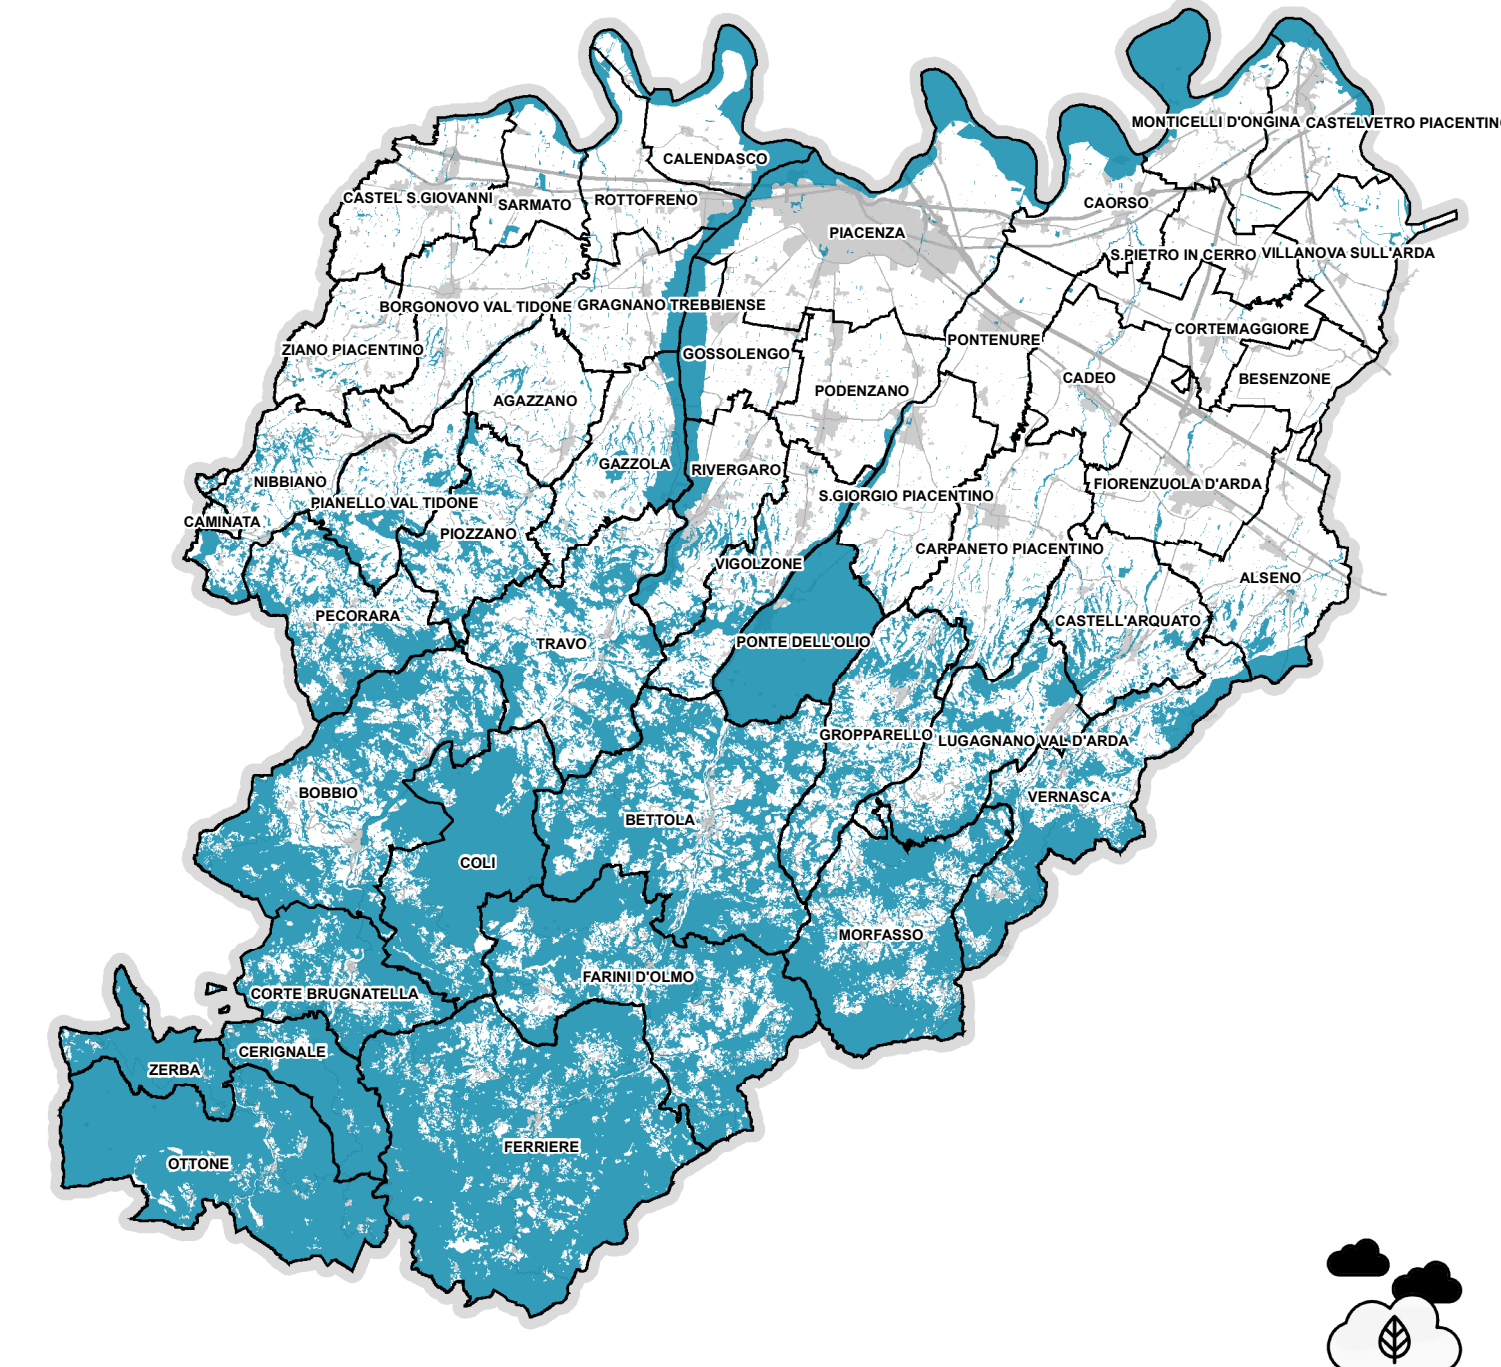 MONTICELLI D'ONGINA
CASTELVETRO PIACENTIN
CALENDASCO
CASTEL S.GIOVANNI
SARMATO
ROTTOFRENO
CAORSO
PIACENZA
S.PIETRO IN CERRO
VILLANOVA SULL'ARDA
BORGONOVO VAL TIDONE
GRAGNANO TREBBIENSE
CORTEMAGGIORE
PONTENURE
ZIANO PIACENTINO
GOSSOLENGO
CADEO
BESENZONE
PODENZANO
AGAZZANO
GAZZOLA
RIVERGARO
NIBBIANO
FIORENZUOLA D'ARDA
S.GIORGIO PIACENTINO
PIANELLO VAL TIDONE
CAMINATA
PIOZZANO
CARPANETO PIACENTINO
VIGOLZONE
ALSENO
PECORARA
CASTELL'ARQUATO
TRAVO
PONTE DELL'OLIO
GROPPARELLO
LUGAGNANO VAL D'ARDA
BOBBIO
VERNASCA
BETTOLA
COLI
MORFASSO
FARINI D'OLMO
CORTE BRUGNATELLA
CERIGNALE
ZERBA
FERRIERE
OTTONE